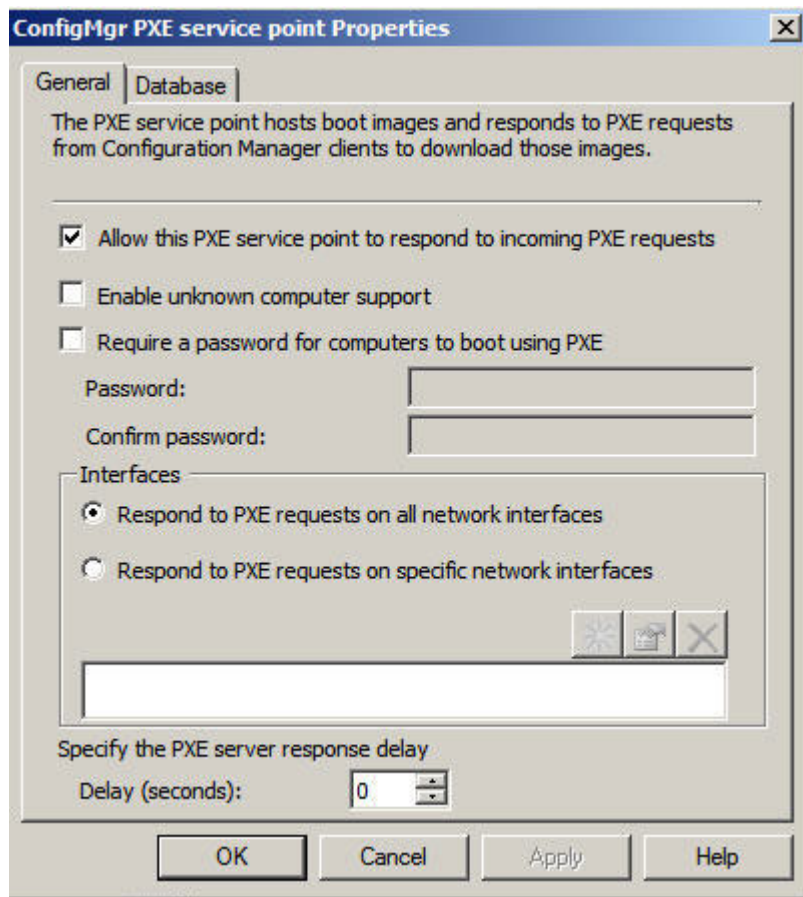 ConfigMgr PXE service point Properties
General
Database
The PXE service point hosts boot images and responds to PXE requests
from Configuration Manager clients to download those images.
Allow this PXE service point to respond to incoming PXE requests
Enable unknown computer support
Require a password for computers to boot using PXE
Password:
Confirm password:
Interfaces
Respond to PXE requests on all network interfaces
Respond to PXE requests on specific network interfaces
Specify the PXE server response delay
Delay (seconds): 0
OK Cancel Apply Help